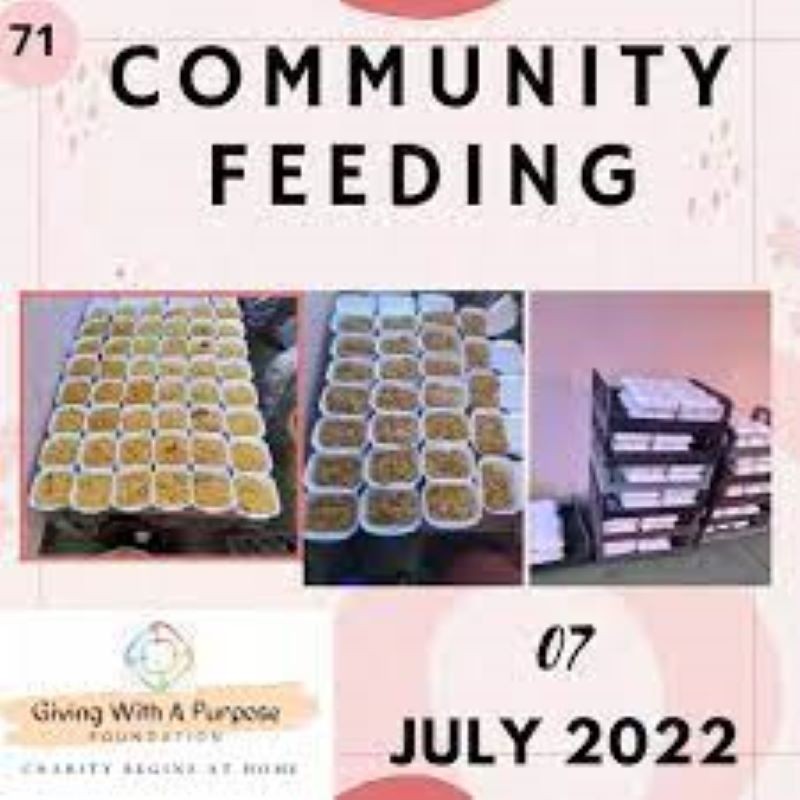 71
COMMUNITY
FEEDING
Giving With A Purpose
FOUNDATION
CHARITY BEGINS AT HOME
07
JULY 2022